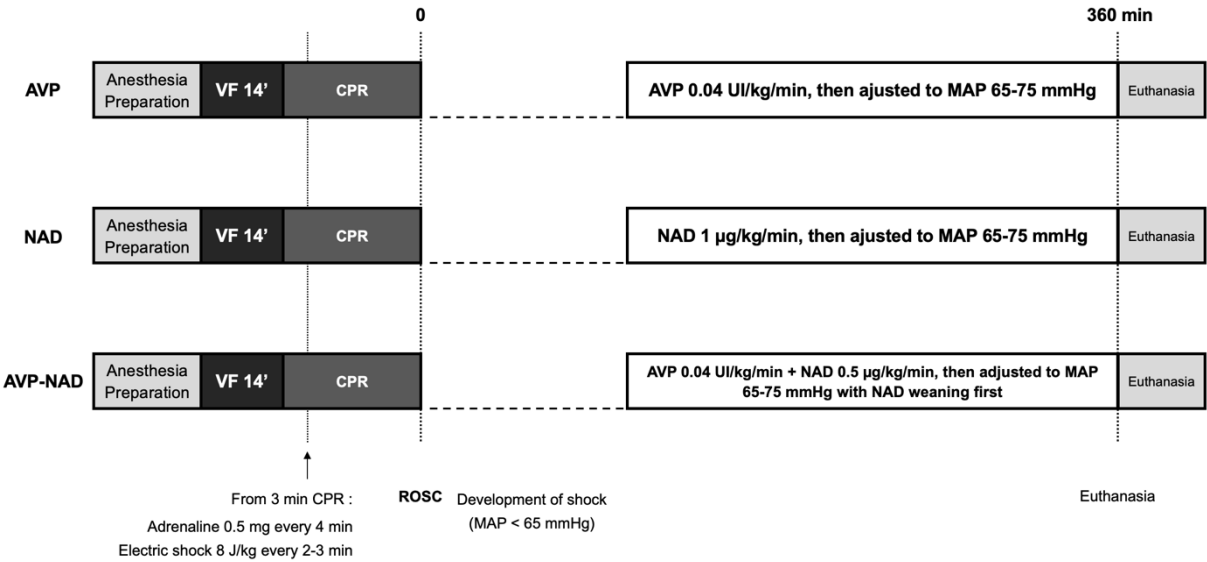 0
360 min
AVP
Anesthesia
Preparation
VF 14’
CPR
AVP 0.04 UI/kg/min, then ajusted to MAP 65-75 mmHg
Euthanasia
NAD
Anesthesia
Preparation
VF 14’
CPR
NAD 1 µg/kg/min, then ajusted to MAP 65-75 mmHg
Euthanasia
AVP-NAD
Anesthesia
Preparation
VF 14’
CPR
AVP 0.04 UI/kg/min + NAD 0.5 µg/kg/min, then adjusted to MAP
65-75 mmHg with NAD weaning first
Euthanasia
From 3 min CPR :
Adrenaline 0.5 mg every 4 min
Electric shock 8 J/kg every 2-3 min
ROSC
Development of shock
(MAP < 65 mmHg)
Euthanasia